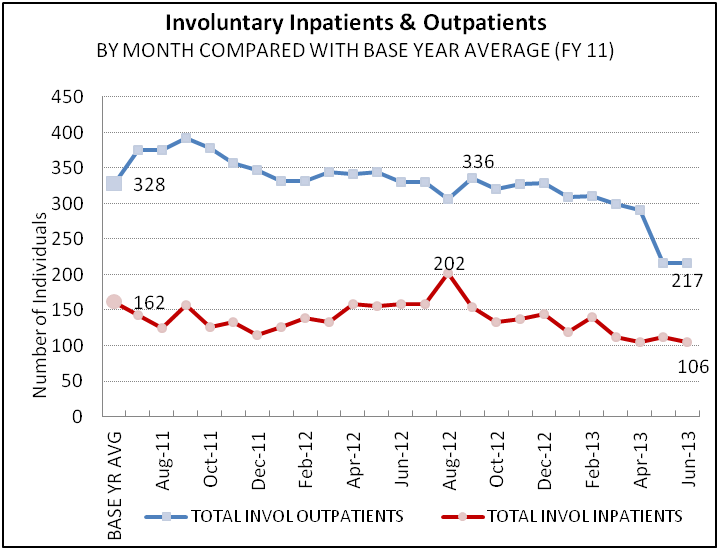 Involuntary Inpatients & Outpatients
BY MONTH COMPARED WITH BASE YEAR AVERAGE (FY 11)
Number of Individuals
450
400
350
300
250
200
150
100
50
0
328
336
217
162
202
106
BASE YR AVG
Aug-11
Oct-11
Dec-11
Feb-12
Apr-12
Jun-12
Aug-12
Oct-12
Dec-12
Feb-13
Apr-13
Jun-13
TOTAL INVOL OUTPATIENTS
TOTAL INVOL INPATIENTS